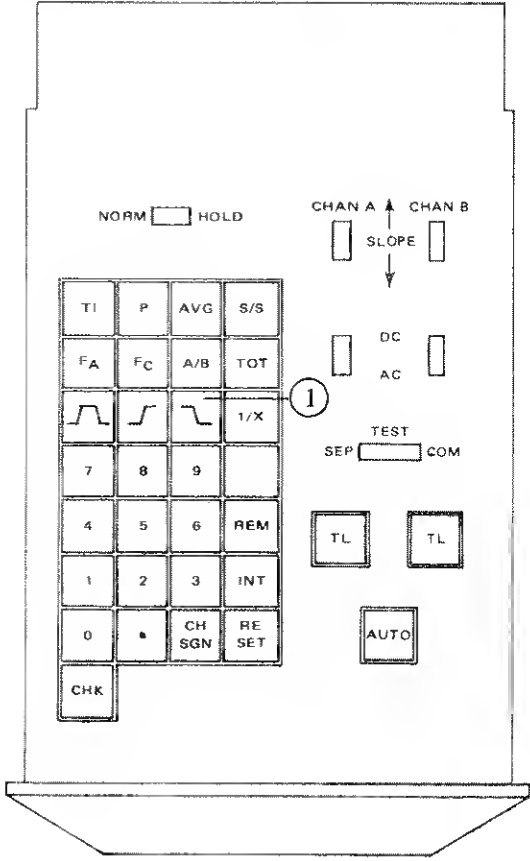 CHAN A CHAN B
NORM HOLD
SLOPE
TI P AVG S/S
FA FC A/B TOT
DC
AC
1
1/X
TEST
SEP COM
7 8 9
4 5 6 REM
TL TL
1 2 3 INT
0 . CH SGN RE SET
AUTO
CHK